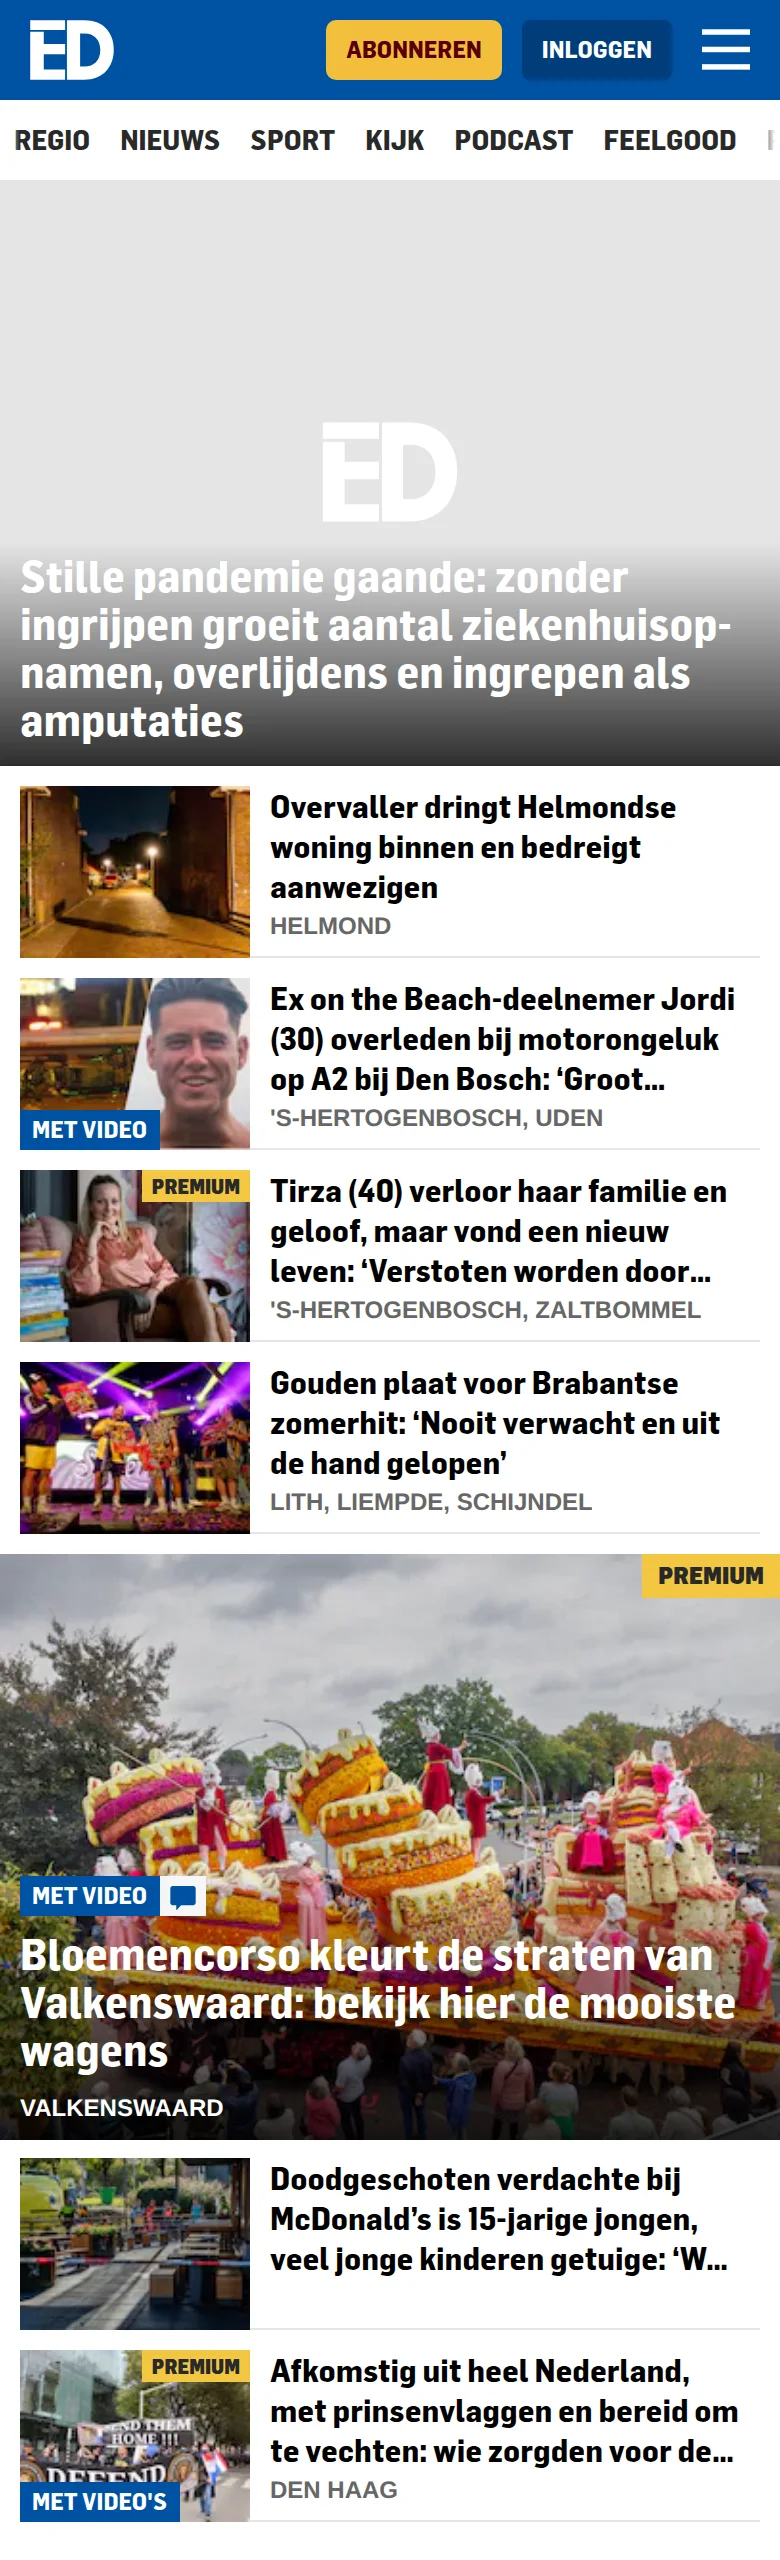 ED
ABONNEREN
INLOGGEN
REGIO
NIEUWS
SPORT
KIJK
PODCAST
FEELGOOD
ED
Stille pandemie gaande: zonder
ingrijpen groeit aantal ziekenhuisop-
namen, overlijdens en ingrepen als
amputaties
Overvaller dringt Helmondse
woning binnen en bedreigt
aanwezigen
HELMOND
MET VIDEO
Ex on the Beach-deelnemer Jordi
(30) overleden bij motorongeluk
op A2 bij Den Bosch: ‘Groot...
'S-HERTOGENBOSCH, UDEN
PREMIUM
Tirza (40) verloor haar familie en
geloof, maar vond een nieuw
leven: ‘Verstoten worden door...
'S-HERTOGENBOSCH, ZALTBOMMEL
Gouden plaat voor Brabantse
zomerhit: ‘Nooit verwacht en uit
de hand gelopen’
LITH, LIEMPDE, SCHIJNDEL
PREMIUM
MET VIDEO
Bloemencorso kleurt de straten van
Valkenswaard: bekijk hier de mooiste
wagens
VALKENSWAARD
Doodgeschoten verdachte bij
McDonald’s is 15-jarige jongen,
veel jonge kinderen getuige: ‘W...
PREMIUM
THEM
HOME !!!
DEFEND
MET VIDEO'S
Afkomstig uit heel Nederland,
met prinsenvlaggen en bereid om
te vechten: wie zorgden voor de...
DEN HAAG